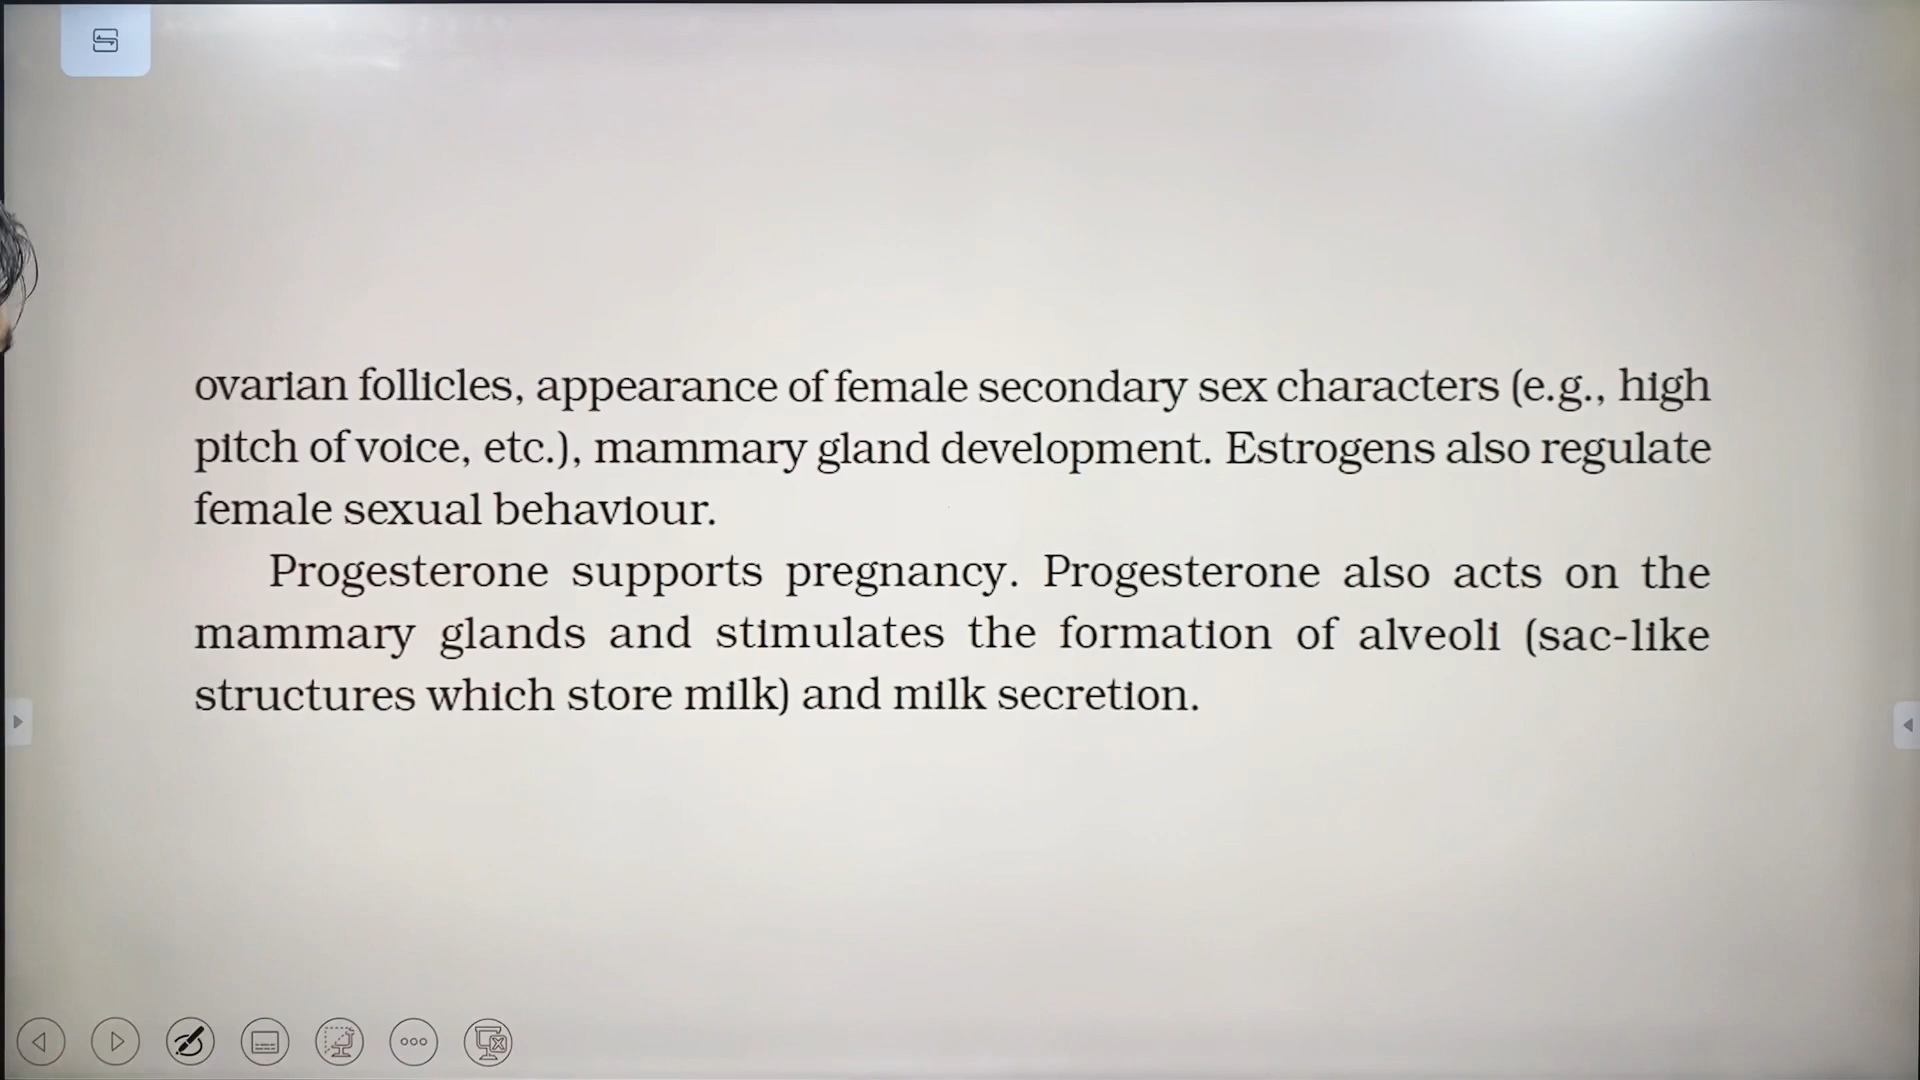 ovarian follicles, appearance of female secondary sex characters (e.g., high
pitch of voice, etc.), mammary gland development. Estrogens also regulate
female sexual behaviour.
Progesterone supports pregnancy. Progesterone also acts on the
mammary glands and stimulates the formation of alveoli (sac-like
structures which store milk) and milk secretion.